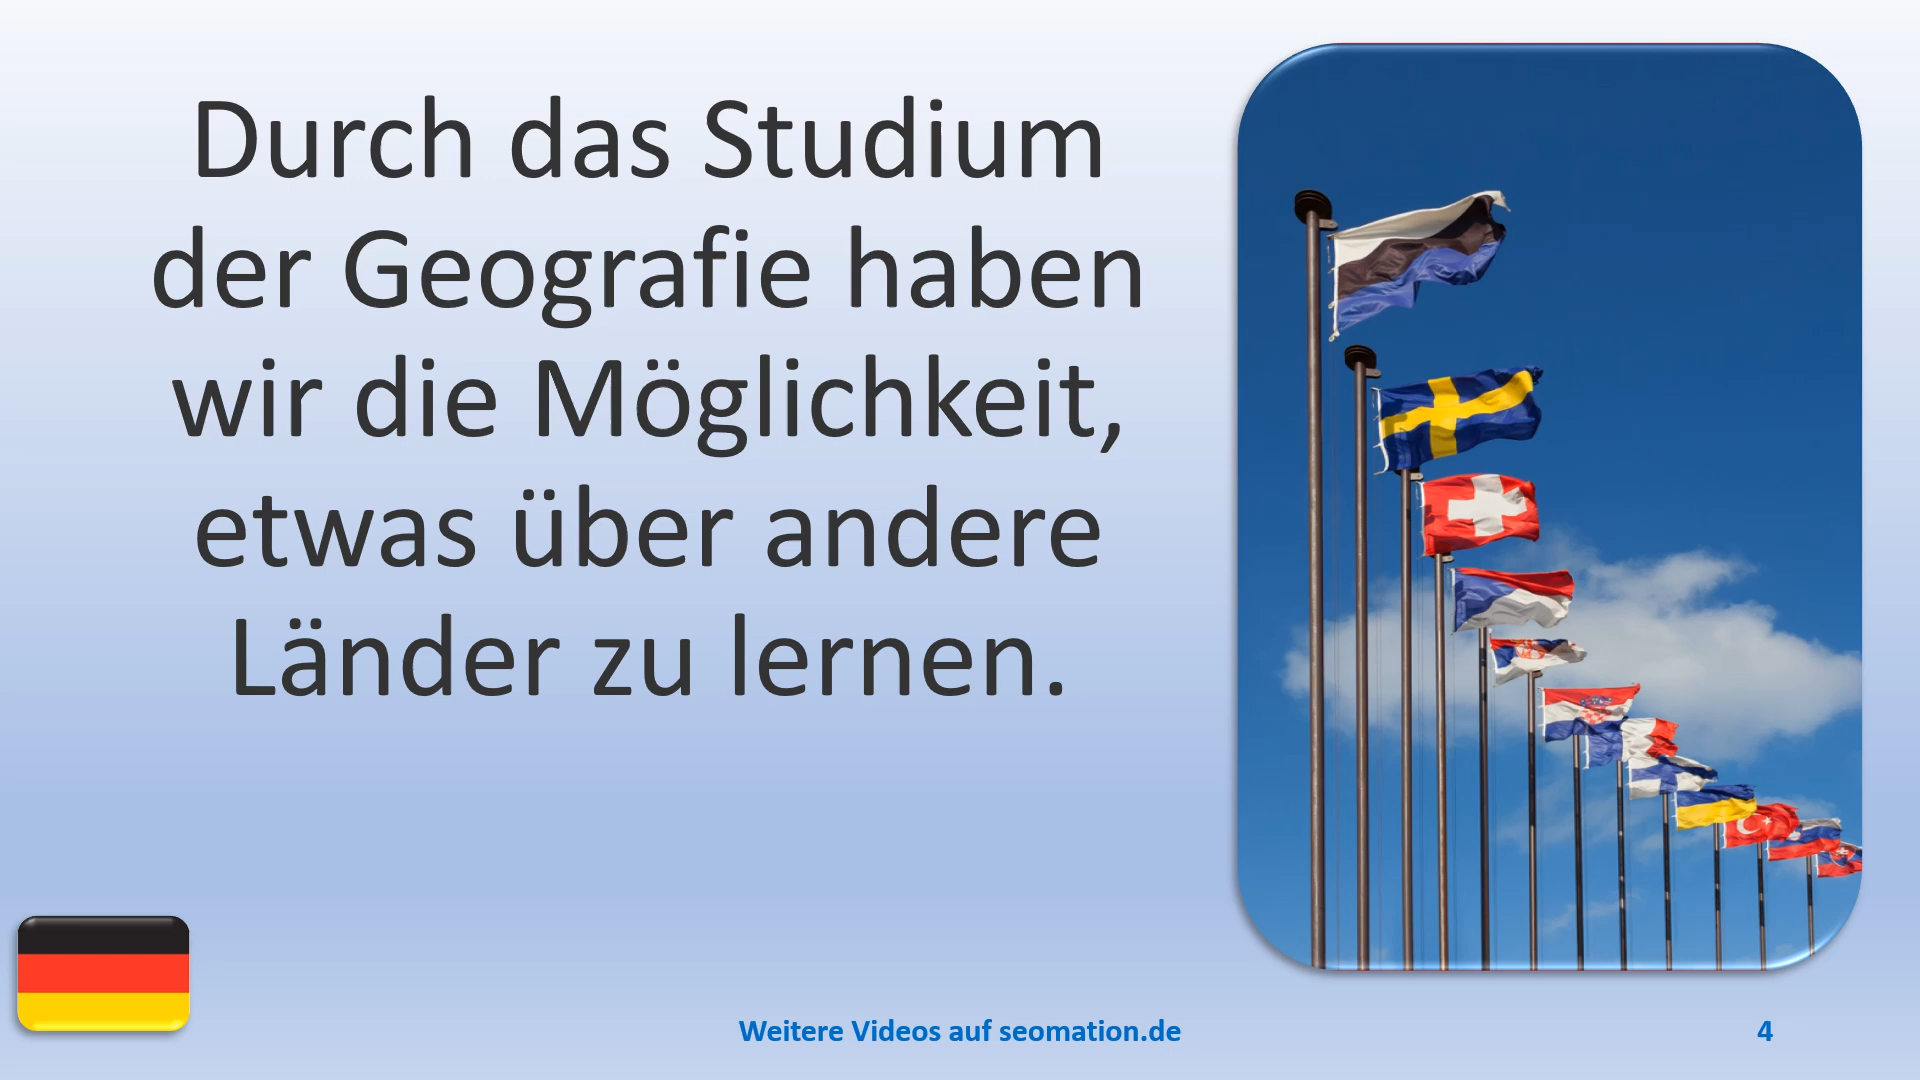 Durch das Studium
der Geografie haben
wir die Möglichkeit,
etwas über andere
Länder zu lernen.
Weitere Videos auf seomation.de
4